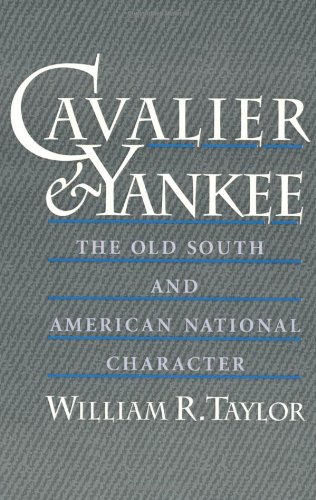 CAVALIER
& YANKEE
THE OLD SOUTH
AND
AMERICAN NATIONAL
CHARACTER
WILLIAM R. TAYLOR